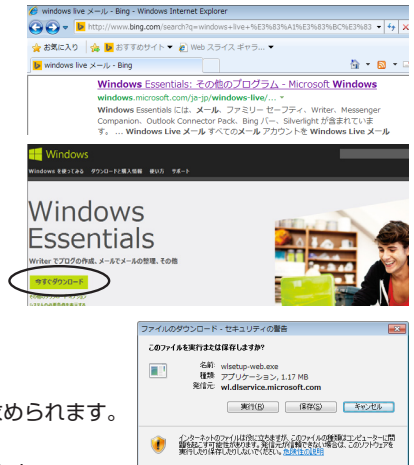 windows live メール - Bing - Windows Internet Explorer
http://www.bing.com/search?q=windows+live+%E3%83%A1%E3%83%BC%E3%83
お気に入り おすすめサイト Web スライス ギャラ...
windows live メール - Bing
Windows Essentials: その他のプログラム - Microsoft Windows
windows.microsoft.com/ja-jp/windows-live/...
Windows Essentials には、メール、ファミリー セーフティ、Writer、Messenger
Companion、Outlook Connector Pack、Bing バー、Silverlight が含まれていま
す。 ... Windows Live メール すべてのメール アカウントを Windows Live メール
Windows
Windows を使ってみる ダウンロードと購入情報 使い方 サポート
Windows
Essentials
Writer でブログの作成、メールでメールの整理、その他
今すぐダウンロード
ファイルのダウンロード - セキュリティの警告
このファイルを実行または保存しますか?
名前: wlsetup-web.exe
種類: アプリケーション, 1.17 MB
発信元: wl.dlservice.microsoft.com
実行(R) 保存(S) キャンセル
められます。
インターネットのファイルは役に立ちますが、このファイルの種類はコンピューターに問
題を起こす可能性があります。発信元が信頼できない場合は、このソフトウェアを
実行したり保存したりしないでください。危険性の説明